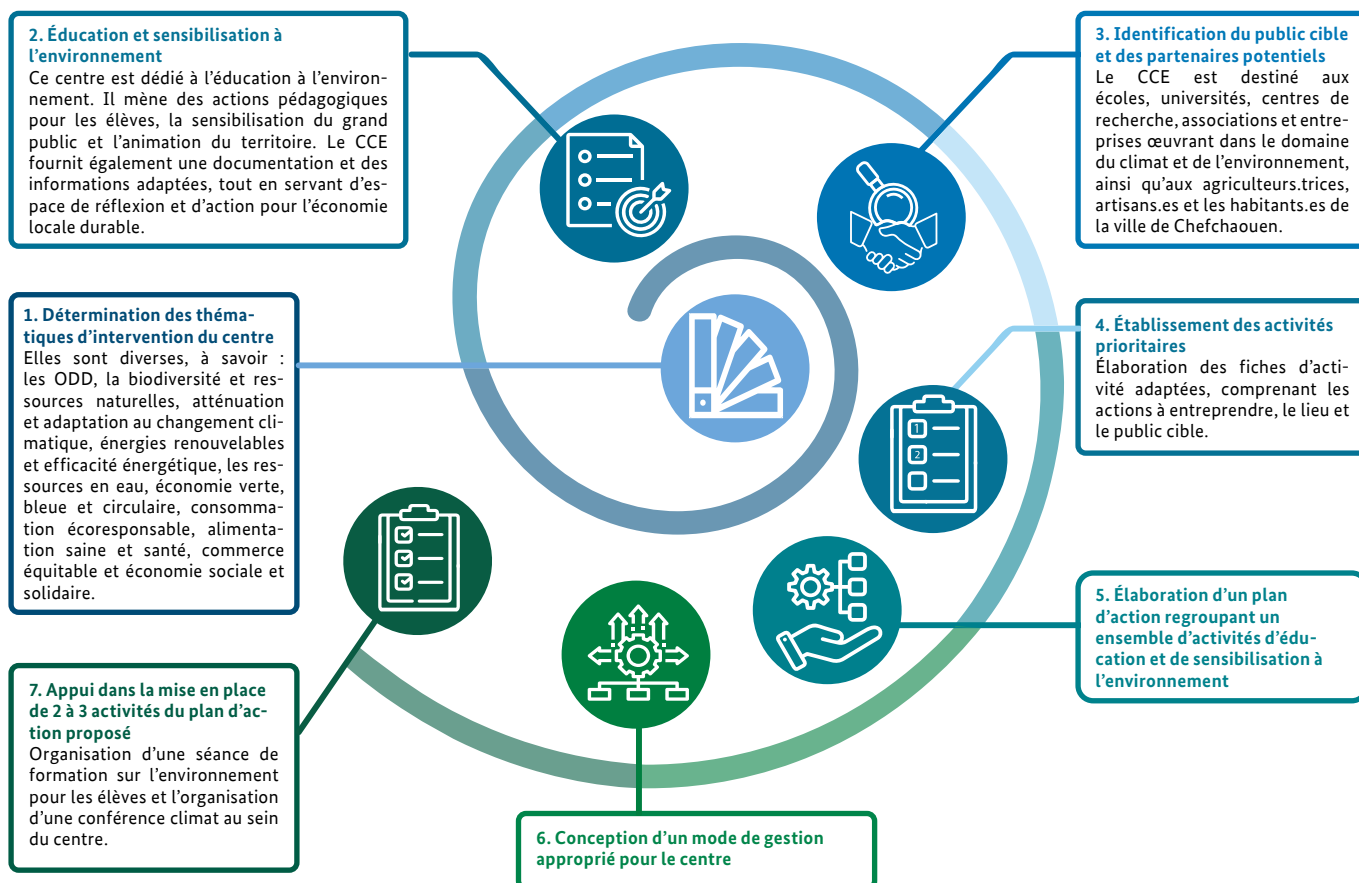 1. Détermination des théma-
tiques d'intervention du centre
Elles sont diverses, à savoir :
les ODD, la biodiversité et res-
sources naturelles, atténuation
et adaptation au changement cli-
matique, énergies renouvelables
et efficacité énergétique, les res-
sources en eau, économie verte,
bleue et circulaire, consomma-
tion écoresponsable, alimenta-
tion saine et santé, commerce
équitable et économie sociale et
solidaire.
2. Éducation et sensibilisation à
l'environnement
Ce centre est dédié à l'éducation à l'environ-
nement. Il mène des actions pédagogiques
pour les élèves, la sensibilisation du grand
public et l'animation du territoire. Le CCE
fournit également une documentation et des
informations adaptées, tout en servant d'es-
pace de réflexion et d'action pour l'économie
locale durable.
3. Identification du public cible
et des partenaires potentiels
Le CCE est destiné aux
écoles, universités, centres de
recherche, associations et entre-
prises œuvrant dans le domaine
du climat et de l'environnement,
ainsi qu'aux agriculteurs.trices,
artisans.es et les habitants.es de
la ville de Chefchaouen.
4. Établissement des activités
prioritaires
Élaboration des fiches d'acti-
vité adaptées, comprenant les
actions à entreprendre, le lieu et
le public cible.
1
2
5. Élaboration d'un plan
d'action regroupant un
ensemble d'activités d'édu-
cation et de sensibilisation à
l'environnement
6. Conception d'un mode de gestion
approprié pour le centre
7. Appui dans la mise en place
de 2 à 3 activités du plan d'ac-
tion proposé
Organisation d'une séance de
formation sur l'environnement
pour les élèves et l'organisation
d'une conférence climat au sein
du centre.